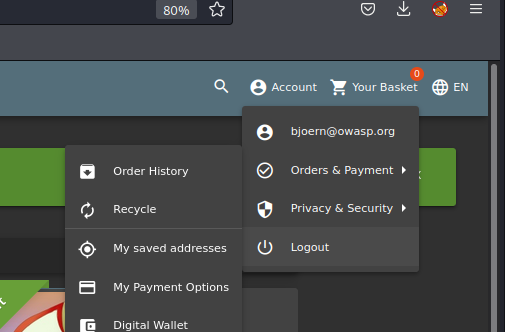 80%
0
Account
Your Basket
EN
bjoern@owasp.org
Orders & Payment
Privacy & Security
Logout
Order History
Recycle
My saved addresses
My Payment Options
Digital Wallet